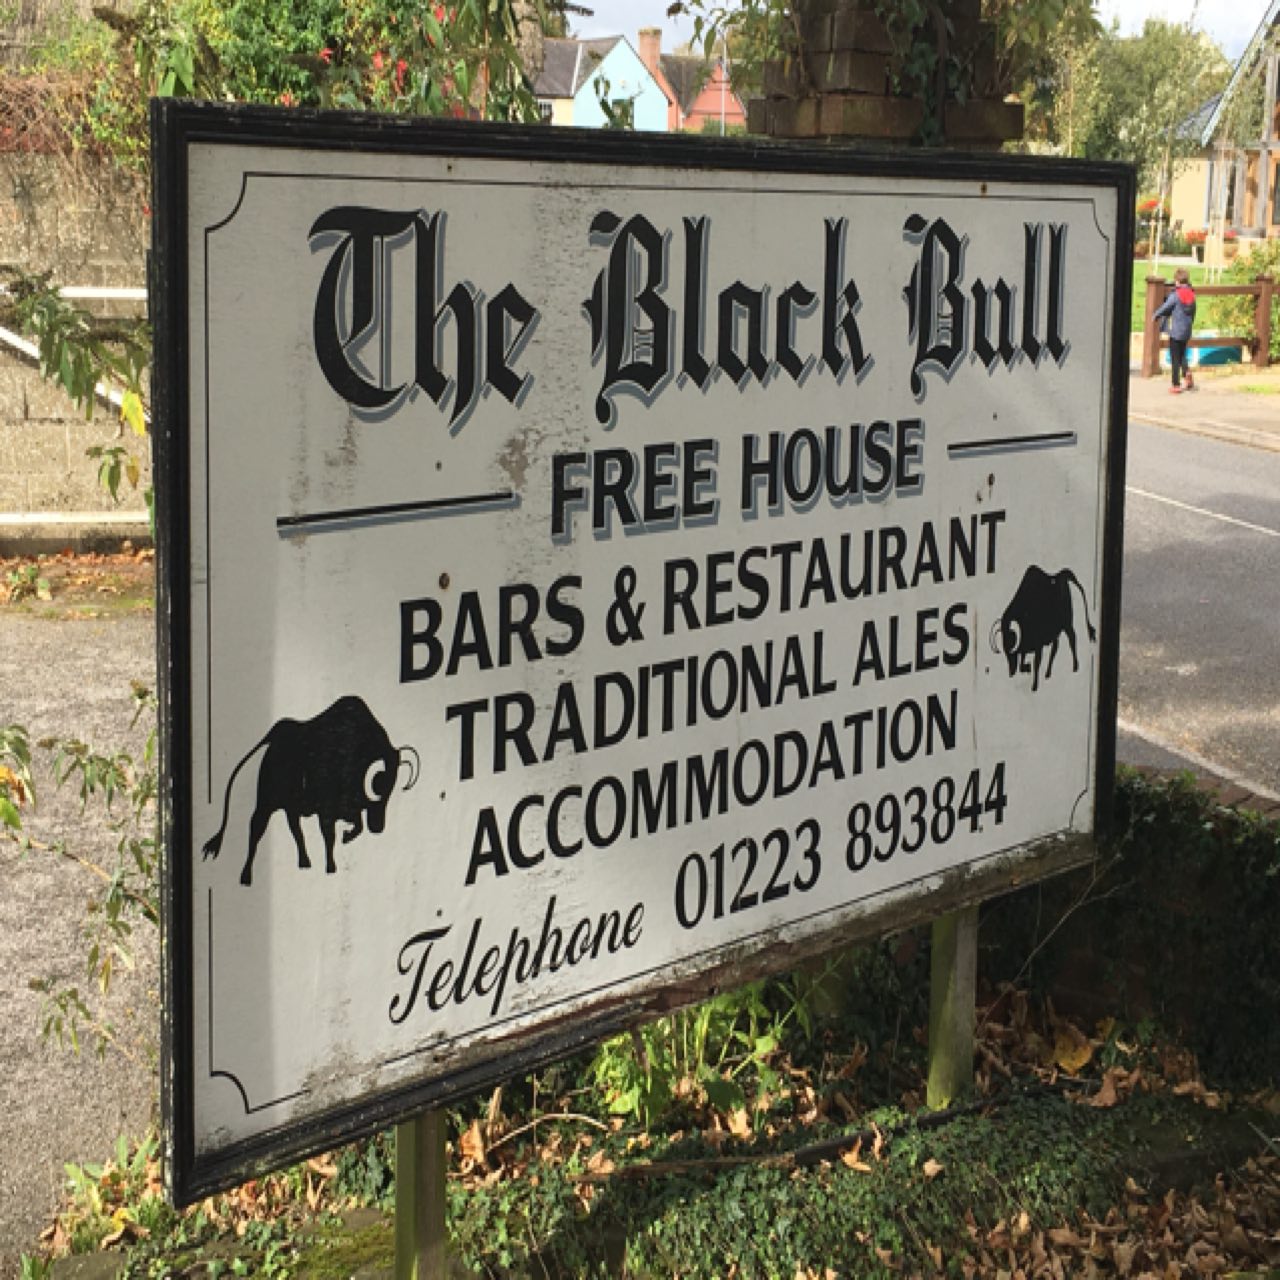 The Black Bull
FREE HOUSE
BARS & RESTAURANT
TRADITIONAL ALES
ACCOMMODATION
Telephone 01223 893844